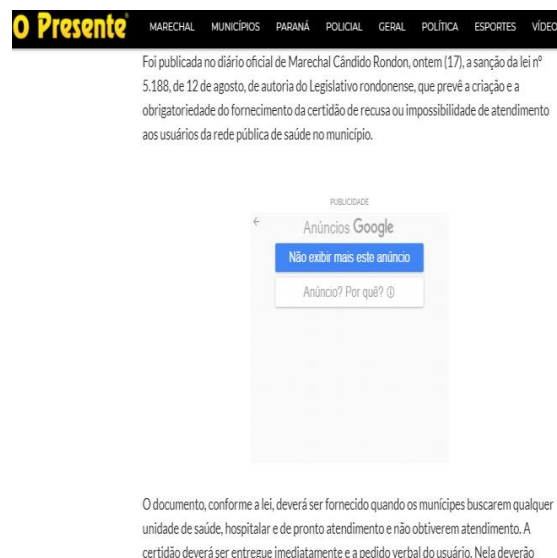 O Presente MARECHAL MUNICÍPIOS PARANÁ POLICIAL GERAL POLÍTICA ESPORTES VÍDEO
Foi publicada no diário oficial de Marechal Cândido Rondon, ontem (17), a sanção da lei nº
5.188, de 12 de agosto, de autoria do Legislativo rondonense, que prevê a criação e a
obrigatoriedade do fornecimento da certidão de recusa ou impossibilidade de atendimento
aos usuários da rede pública de saúde no município.
PUBLICIDADE
Anúncios Google
Não exibir mais este anúncio
Anúncio? Por quê?
O documento, conforme a lei, deverá ser fornecido quando os munícipes buscarem qualquer
unidade de saúde, hospitalar e de pronto atendimento e não obtiverem atendimento. A
certidão deverá ser entregue imediatamente e a pedido verbal do usuário. Nela deverão